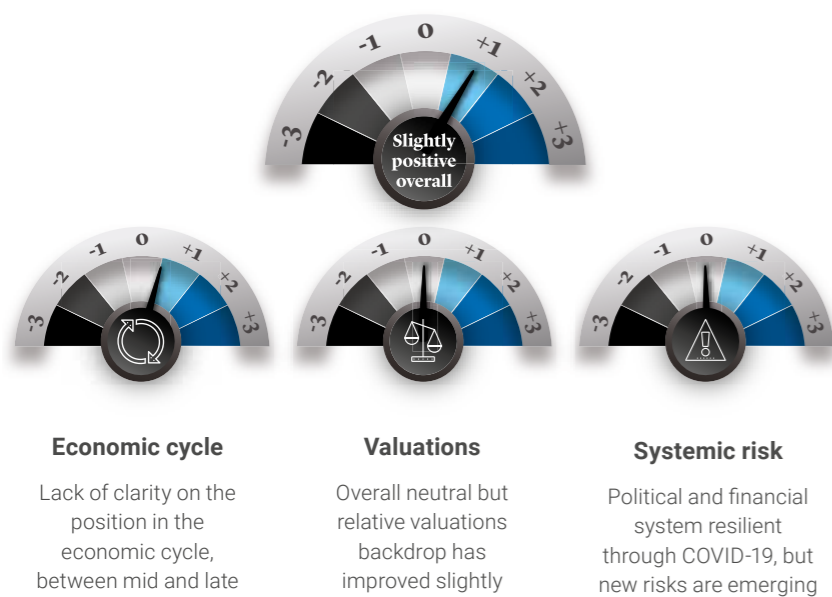 -3 -2 -1 0 +1 +2 +3
Slightly
positive
overall
-3 -2 -1 0 +1 +2 +3
-3 -2 -1 0 +1 +2 +3
-3 -2 -1 0 +1 +2 +3
Economic cycle
Lack of clarity on the
position in the
economic cycle,
between mid and late
Valuations
Overall neutral but
relative valuations
backdrop has
improved slightly
Systemic risk
Political and financial
system resilient
through COVID-19, but
new risks are emerging